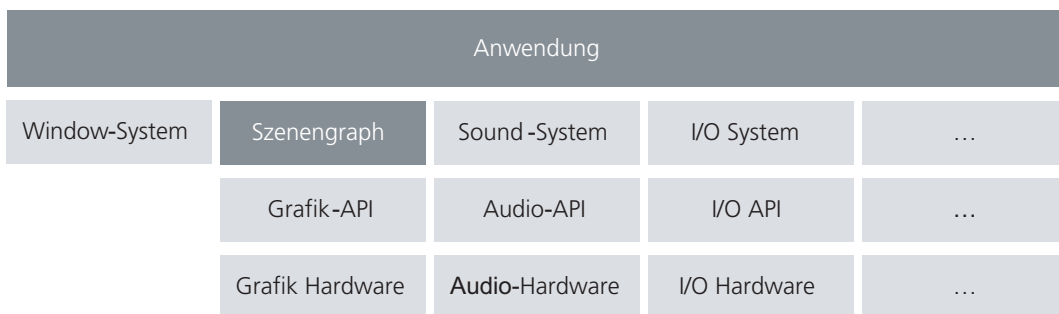 Anwendung
Window-System Szenengraph Sound-System I/O System ...
Grafik-API Audio-API I/O API ...
Grafik Hardware Audio-Hardware I/O Hardware ...